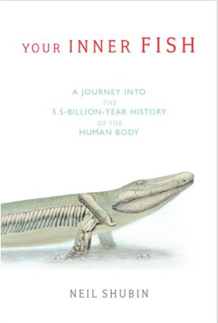 YOUR INNER FISH
A JOURNEY INTO
THE
3.5-BILLION-YEAR HISTORY
OF THE
HUMAN BODY
NEIL SHUBIN